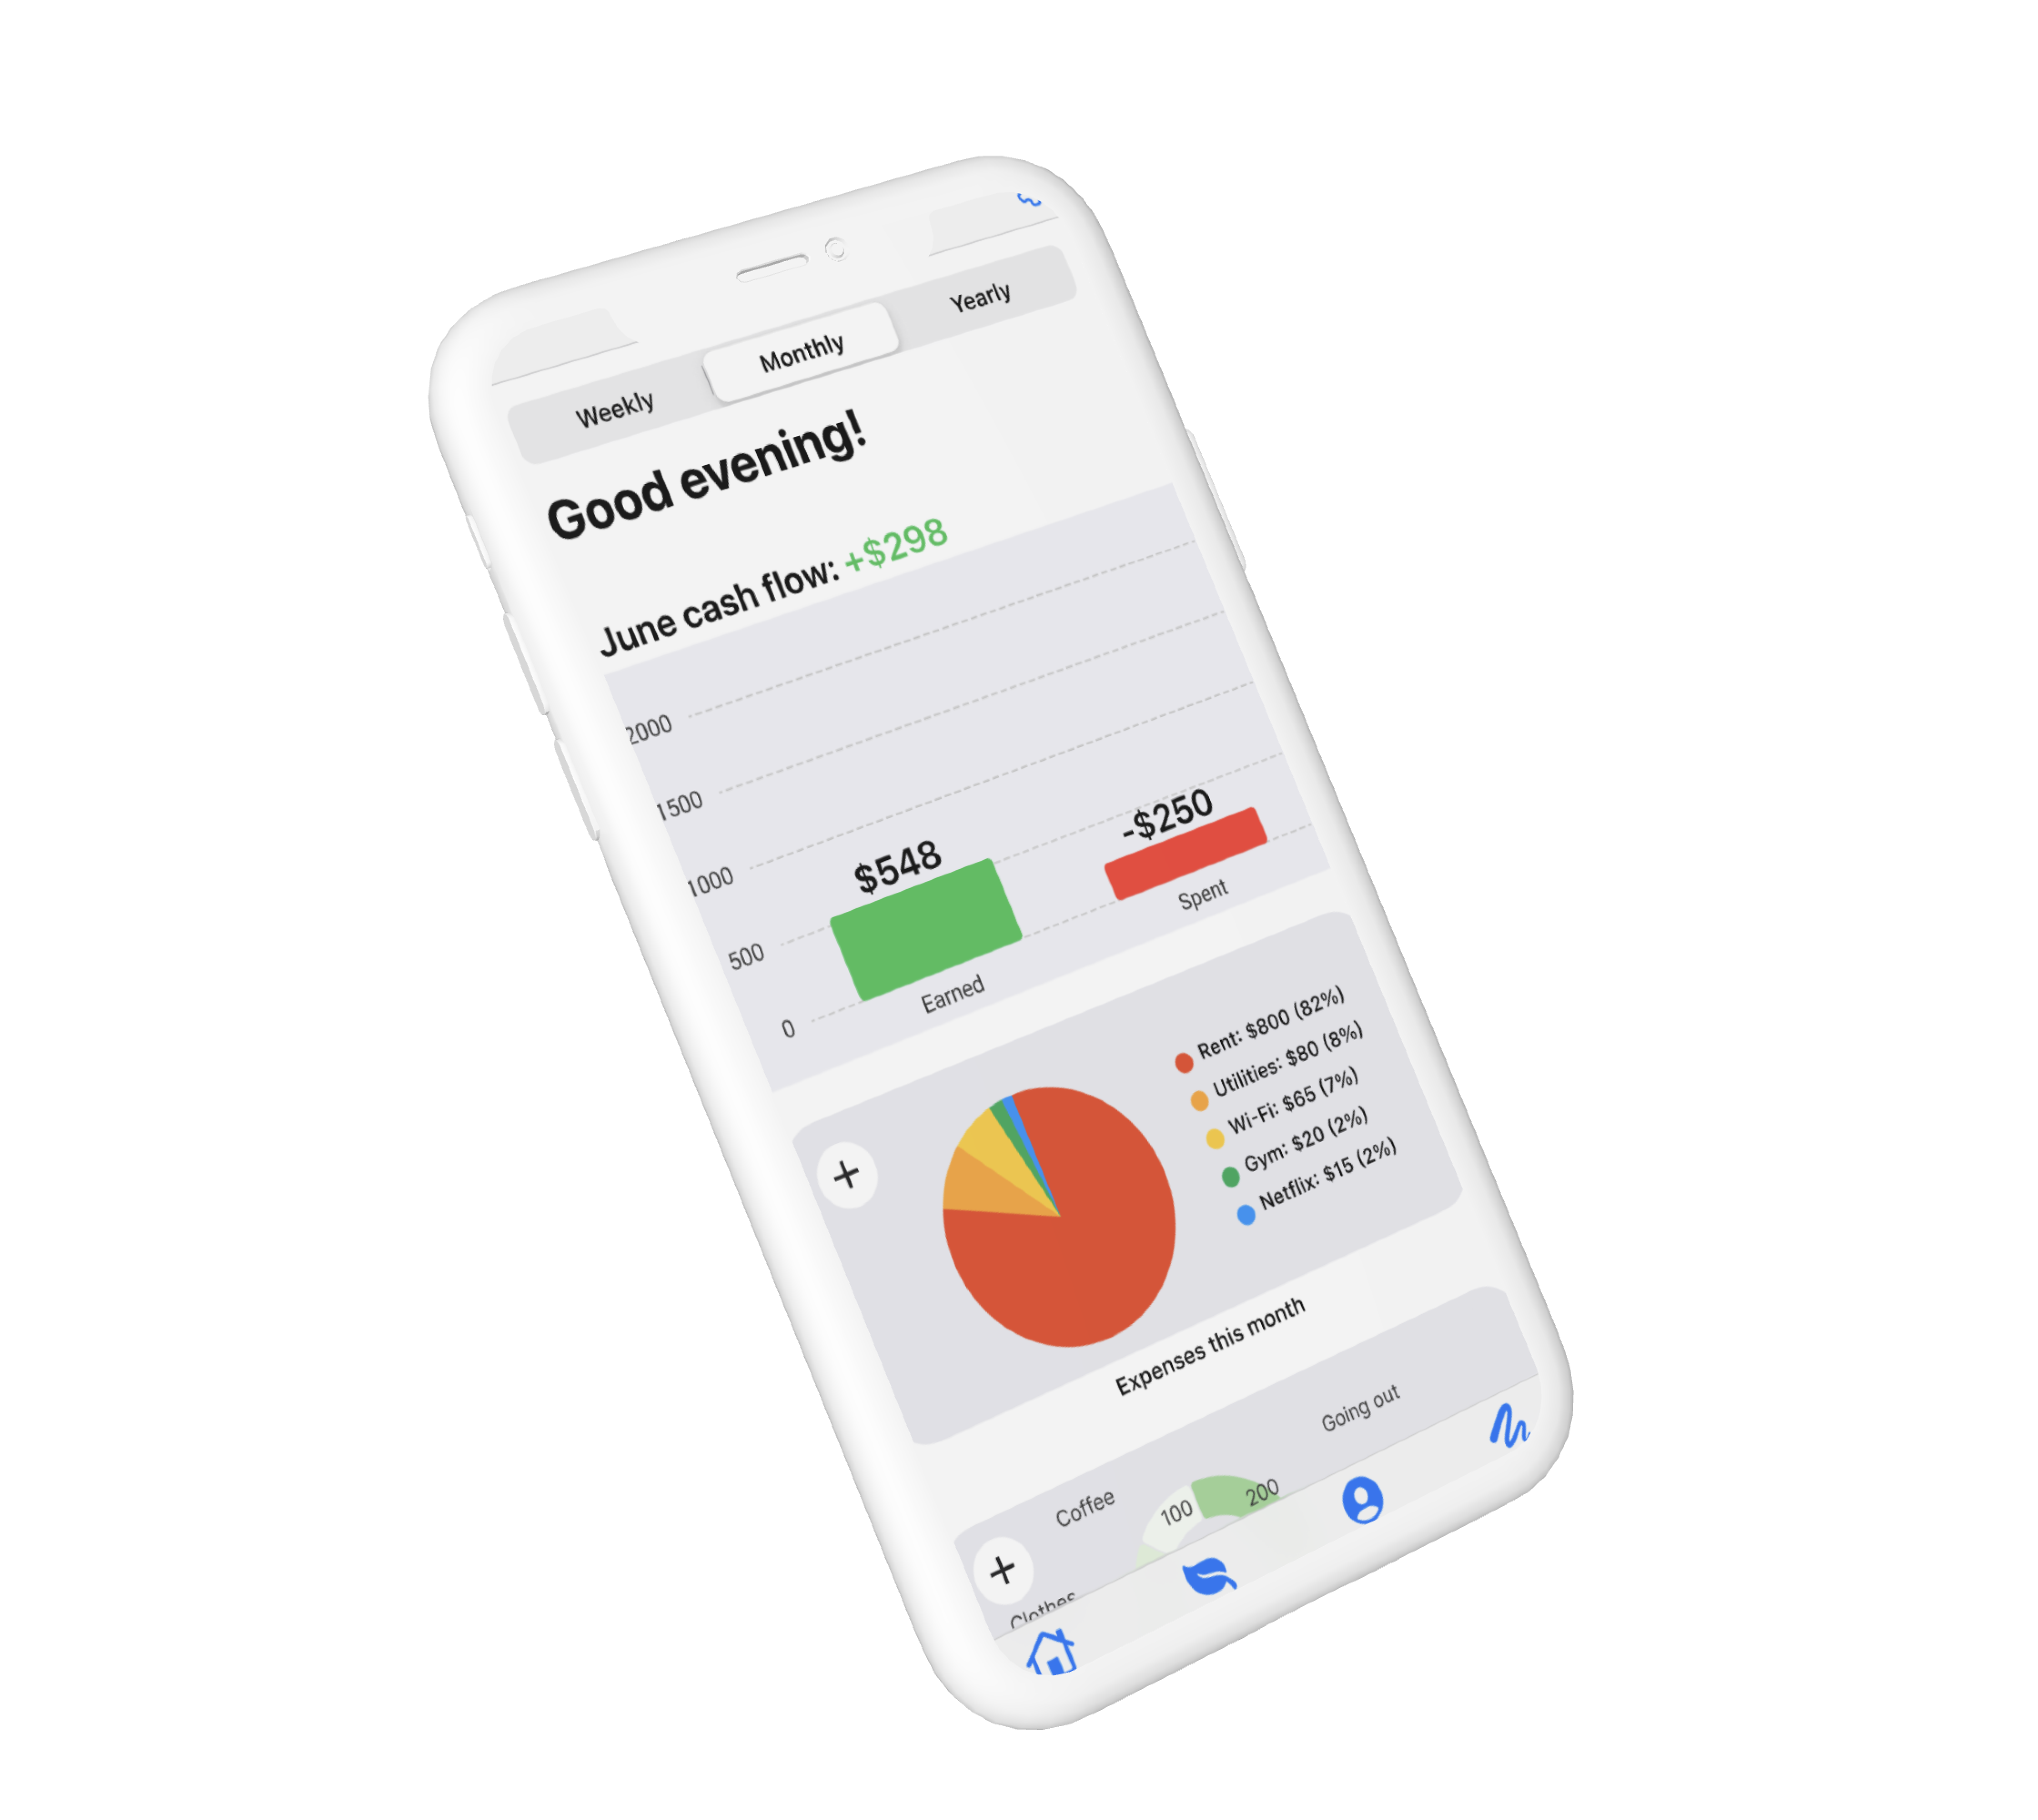 Weekly
Monthly
Yearly
Good evening!
June cash flow: +$298
2000
1500
1000
500
0
$548
-$250
Earned
Spent
Rent: $800 (82%)
Utilities: $80 (8%)
Wi-Fi: $65 (7%)
Gym: $20 (2%)
Netflix: $15 (2%)
Expenses this month
Going out
Coffee
100
200
Clothes